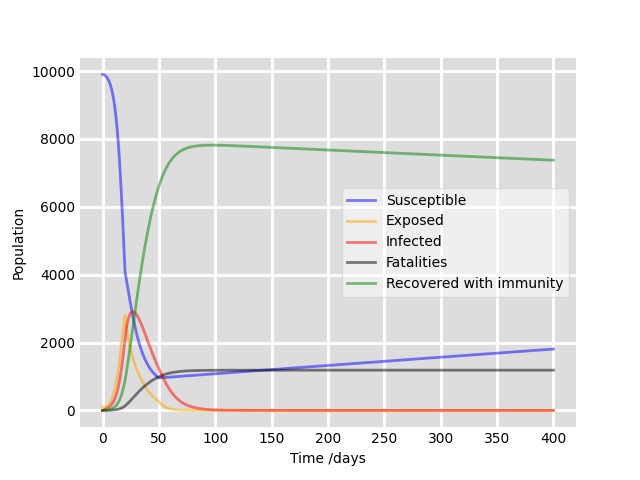 10000
8000
6000
4000
2000
0
Population
Susceptible
Exposed
Infected
Fatalities
Recovered with immunity
0 50 100 150 200 250 300 350 400
Time /days